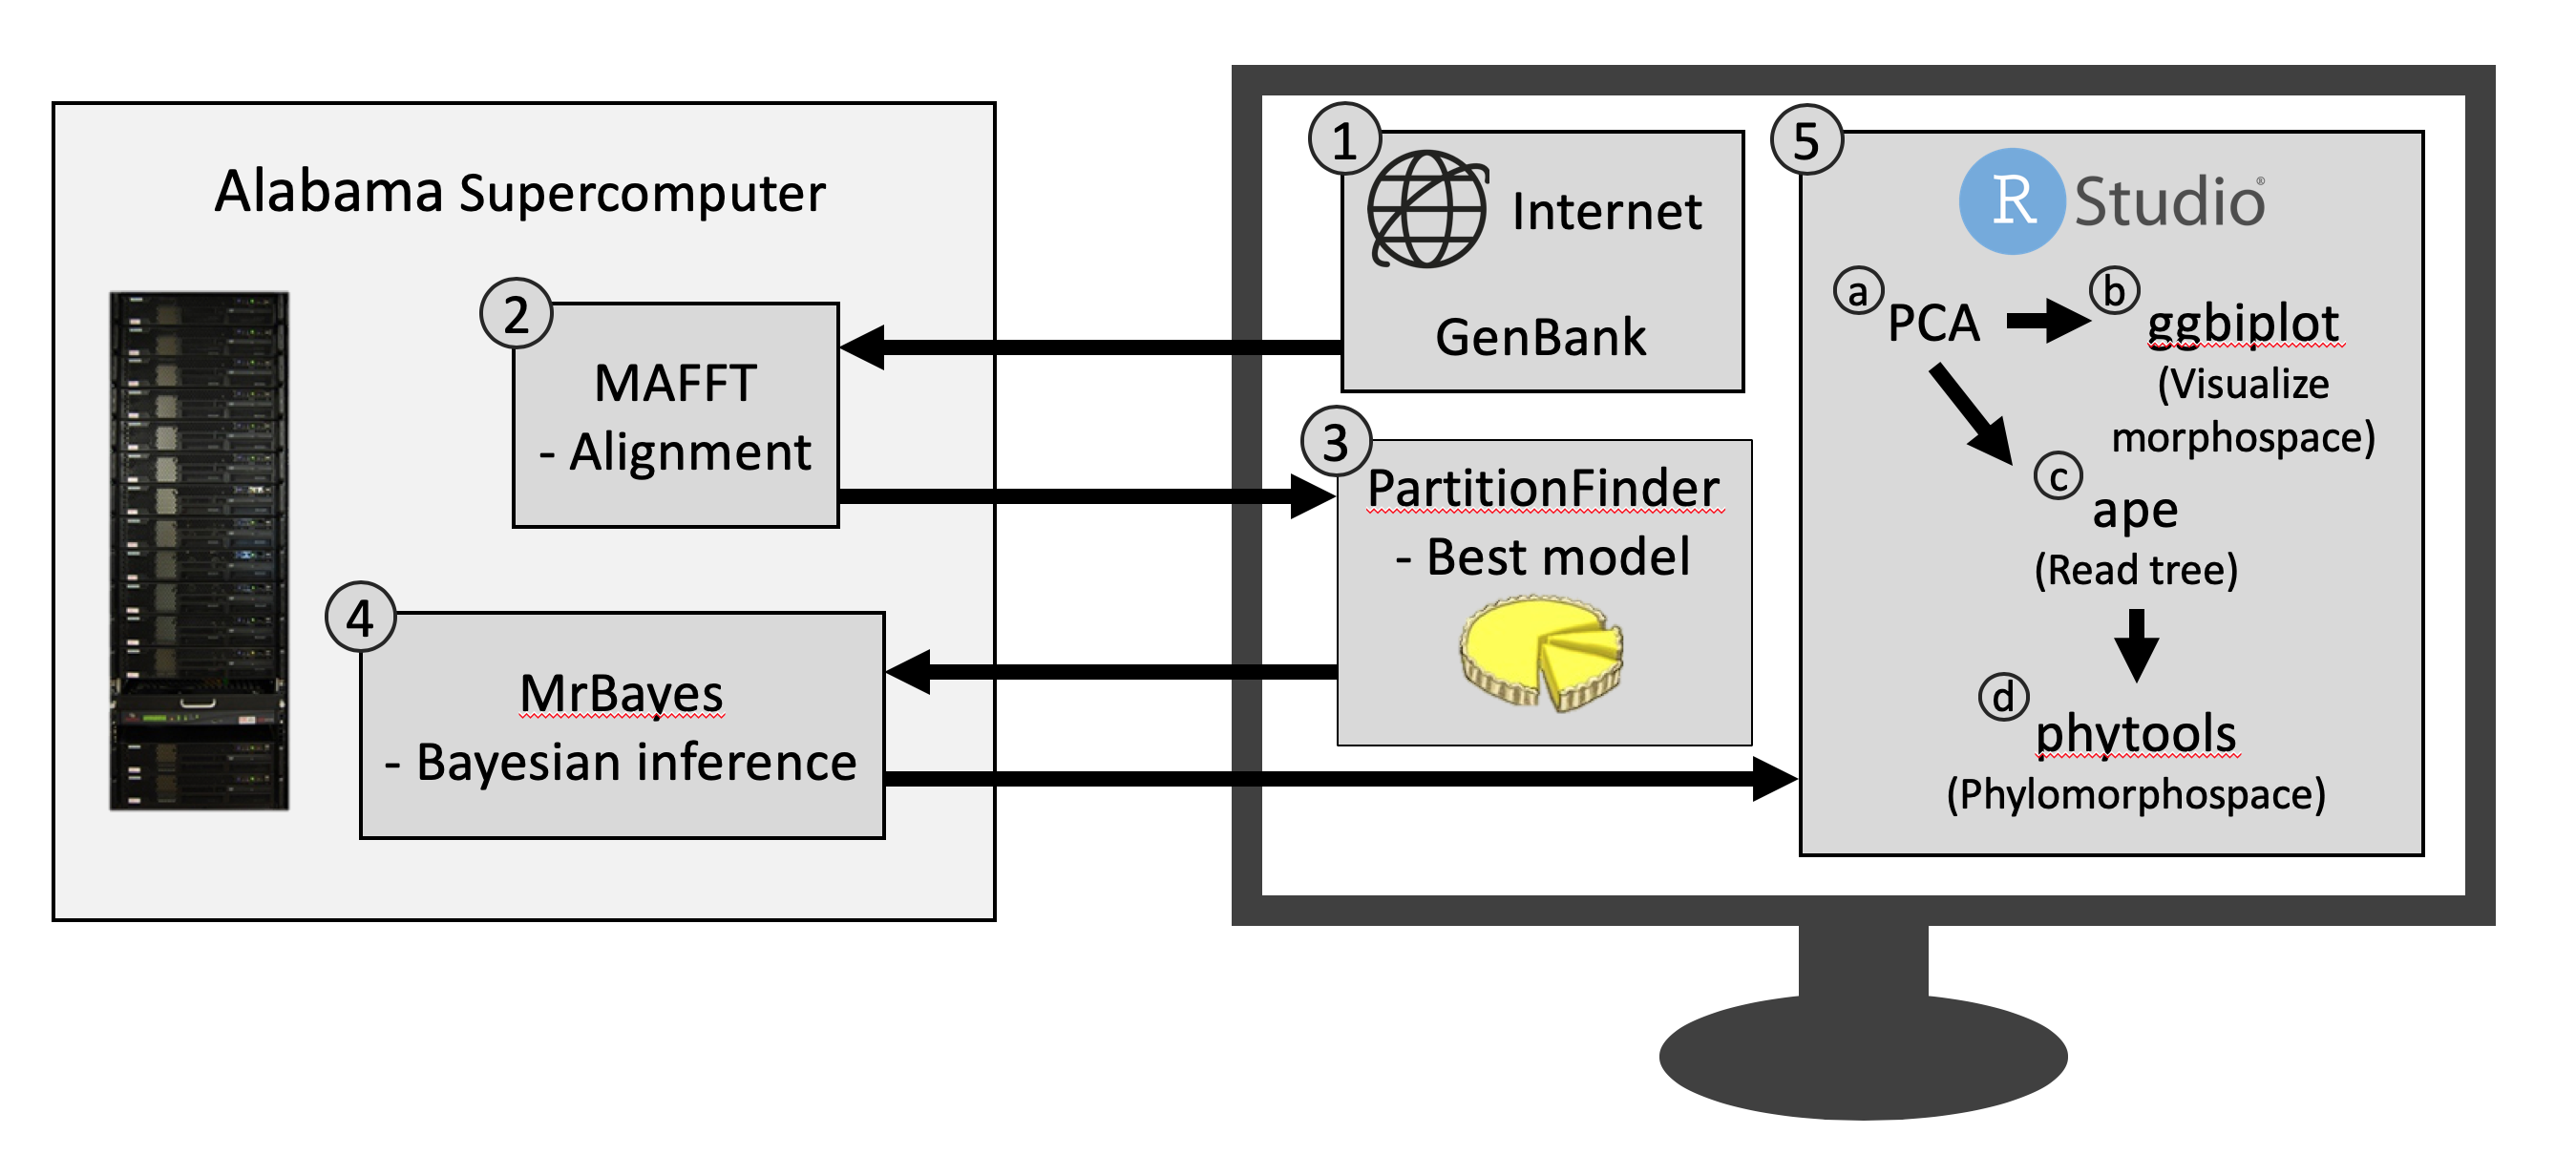 Alabama Supercomputer
1
Internet
GenBank
2
MAFFT
- Alignment
3
PartitionFinder
- Best model
4
MrBayes
- Bayesian inference
5
R Studio®
a
PCA
b
ggbiplot
(Visualize
morphospace)
c
ape
(Read tree)
d
phytools
(Phylomorphospace)